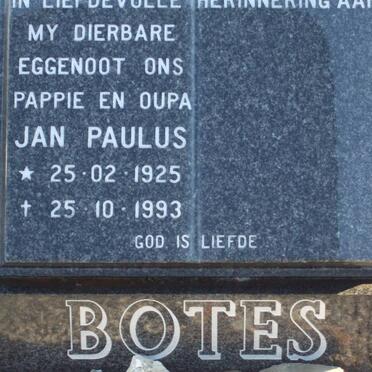 IN LIEFDEVOLLE HERINNERING AAN
MY DIERBARE
EGGENOOT ONS
PAPPIE EN OUPA
JAN PAULUS
★ 25·02·1925
† 25·10·1993
GOD IS LIEFDE
BOTES